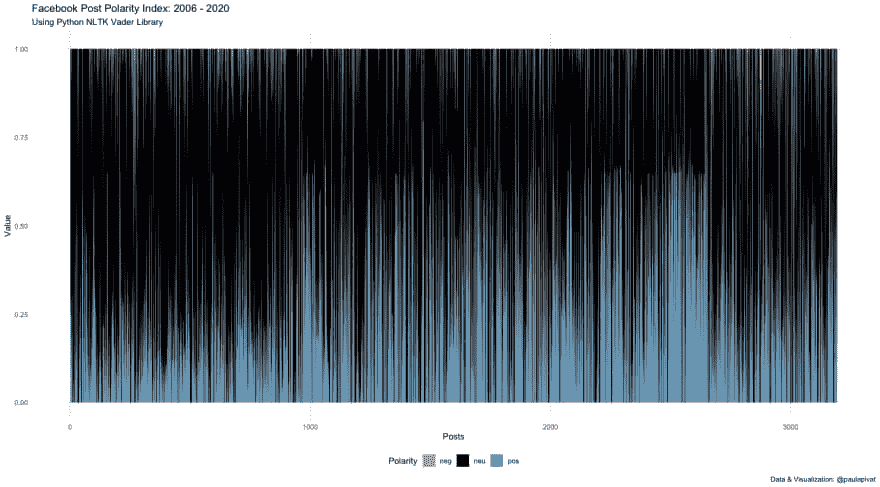 Facebook Post Polarity Index: 2006 - 2020
Using Python NLTK Vader Library
1.00
0.75
0.50
0.25
0.00
Value
0 1000 2000 3000
Posts
Polarity neg neu pos
Data & Visualization: @paulapivat